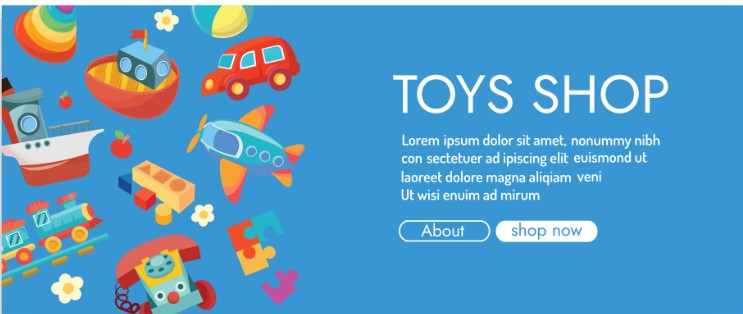 TOYS SHOP
Lorem ipsum dolor sit amet, nonummy nibh
con sectetuer ad ipiscing elit euismond ut
laoreet dolore magna aliqiam veni
Ut wisi enuim ad mirum
About shop now